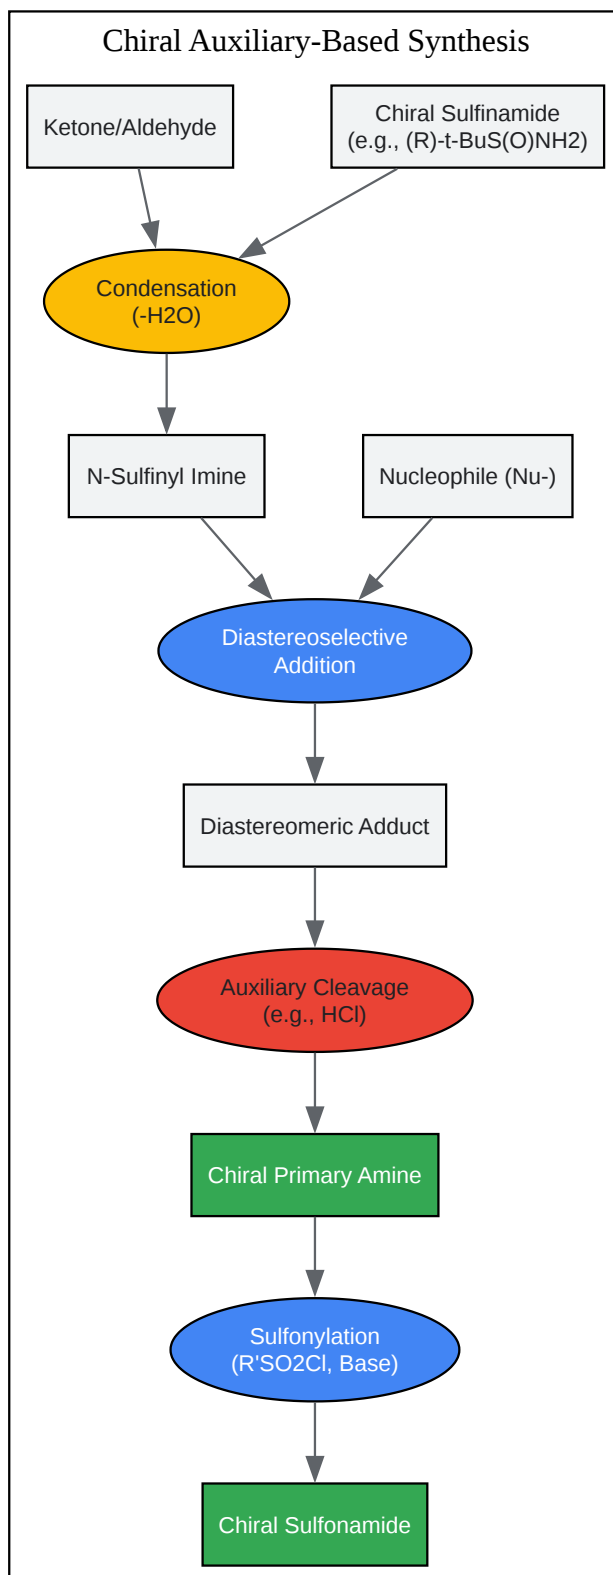 Chiral Auxiliary-Based Synthesis
Ketone/Aldehyde
Chiral Sulfinamide
(e.g., (R)-t-BuS(O)NH2)
Condensation
(-H2O)
N-Sulfinyl Imine
Nucleophile (Nu-)
Diastereoselective
Addition
Diastereomeric Adduct
Auxiliary Cleavage
(e.g., HCl)
Chiral Primary Amine
Sulfonylation
(R'SO2Cl, Base)
Chiral Sulfonamide